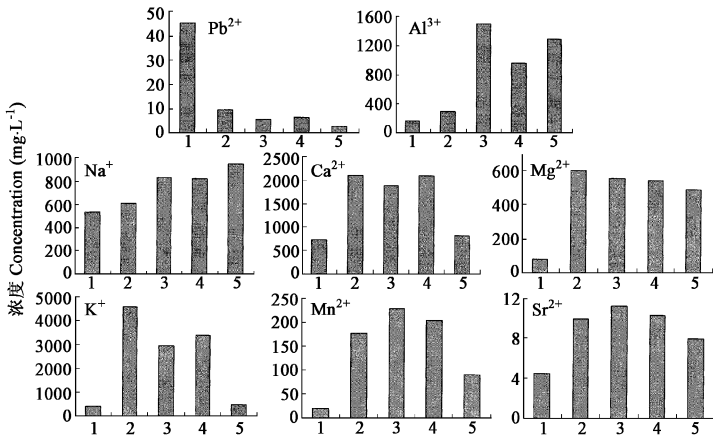 浓度 Concentration (mg·L⁻¹)
Pb²⁺
50
40
30
20
10
0
1 2 3 4 5
Al³⁺
1600
1200
800
400
0
1 2 3 4 5
Na⁺
1000
800
600
400
200
0
1 2 3 4 5
Ca²⁺
2500
2000
1500
1000
500
0
1 2 3 4 5
Mg²⁺
600
400
200
0
1 2 3 4 5
K⁺
5000
4000
3000
2000
1000
0
1 2 3 4 5
Mn²⁺
250
200
150
100
50
0
1 2 3 4 5
Sr²⁺
12
8
4
0
1 2 3 4 5